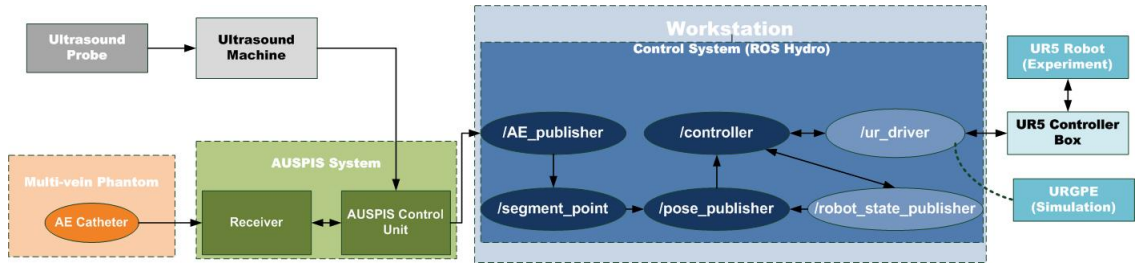 Ultrasound
Probe
Ultrasound
Machine
Workstation
Control System (ROS Hydro)
UR5 Robot
(Experiment)
/AE_publisher
/controller
/ur_driver
UR5 Controller
Box
AUSPIS System
Multi-vein Phantom
AE Catheter
Receiver
AUSPIS Control
Unit
/segment_point
/pose_publisher
/robot_state_publisher
URGPE
(Simulation)